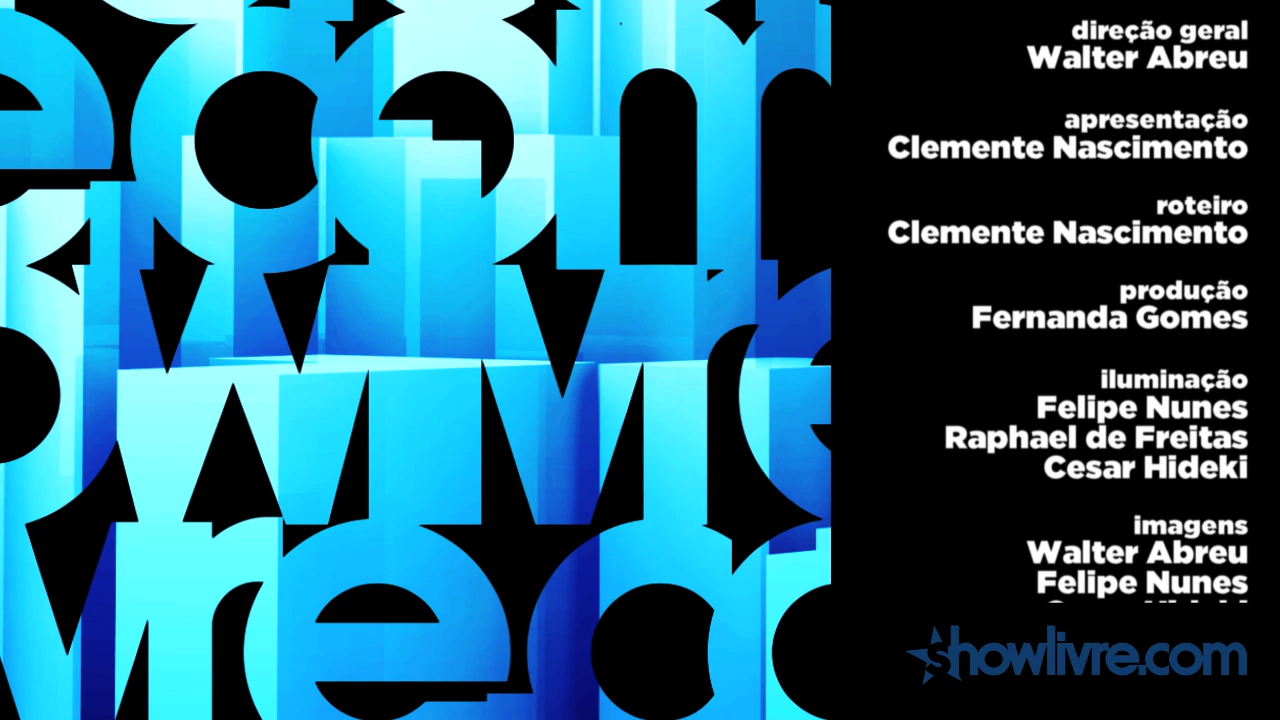 direção geral
Walter Abreu
apresentação
Clemente Nascimento
roteiro
Clemente Nascimento
produção
Fernanda Gomes
iluminação
Felipe Nunes
Raphael de Freitas
Cesar Hideki
imagens
Walter Abreu
Felipe Nunes
showlivre.com